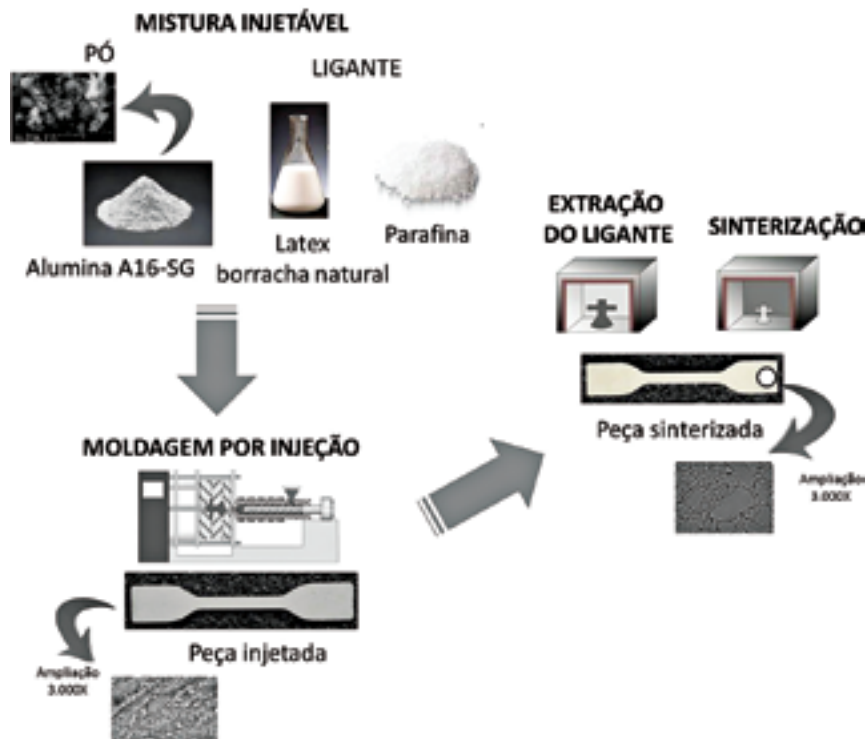 MISTURA INJETÁVEL
PÓ
LIGANTE
Alumina A16-SG
Latex
borracha natural
Parafina
EXTRAÇÃO
DO LIGANTE
SINTERIZAÇÃO
MOLDAGEM POR INJEÇÃO
Peça sinterizada
Ampliação
3.000X
Peça injetada
Ampliação
3.000X